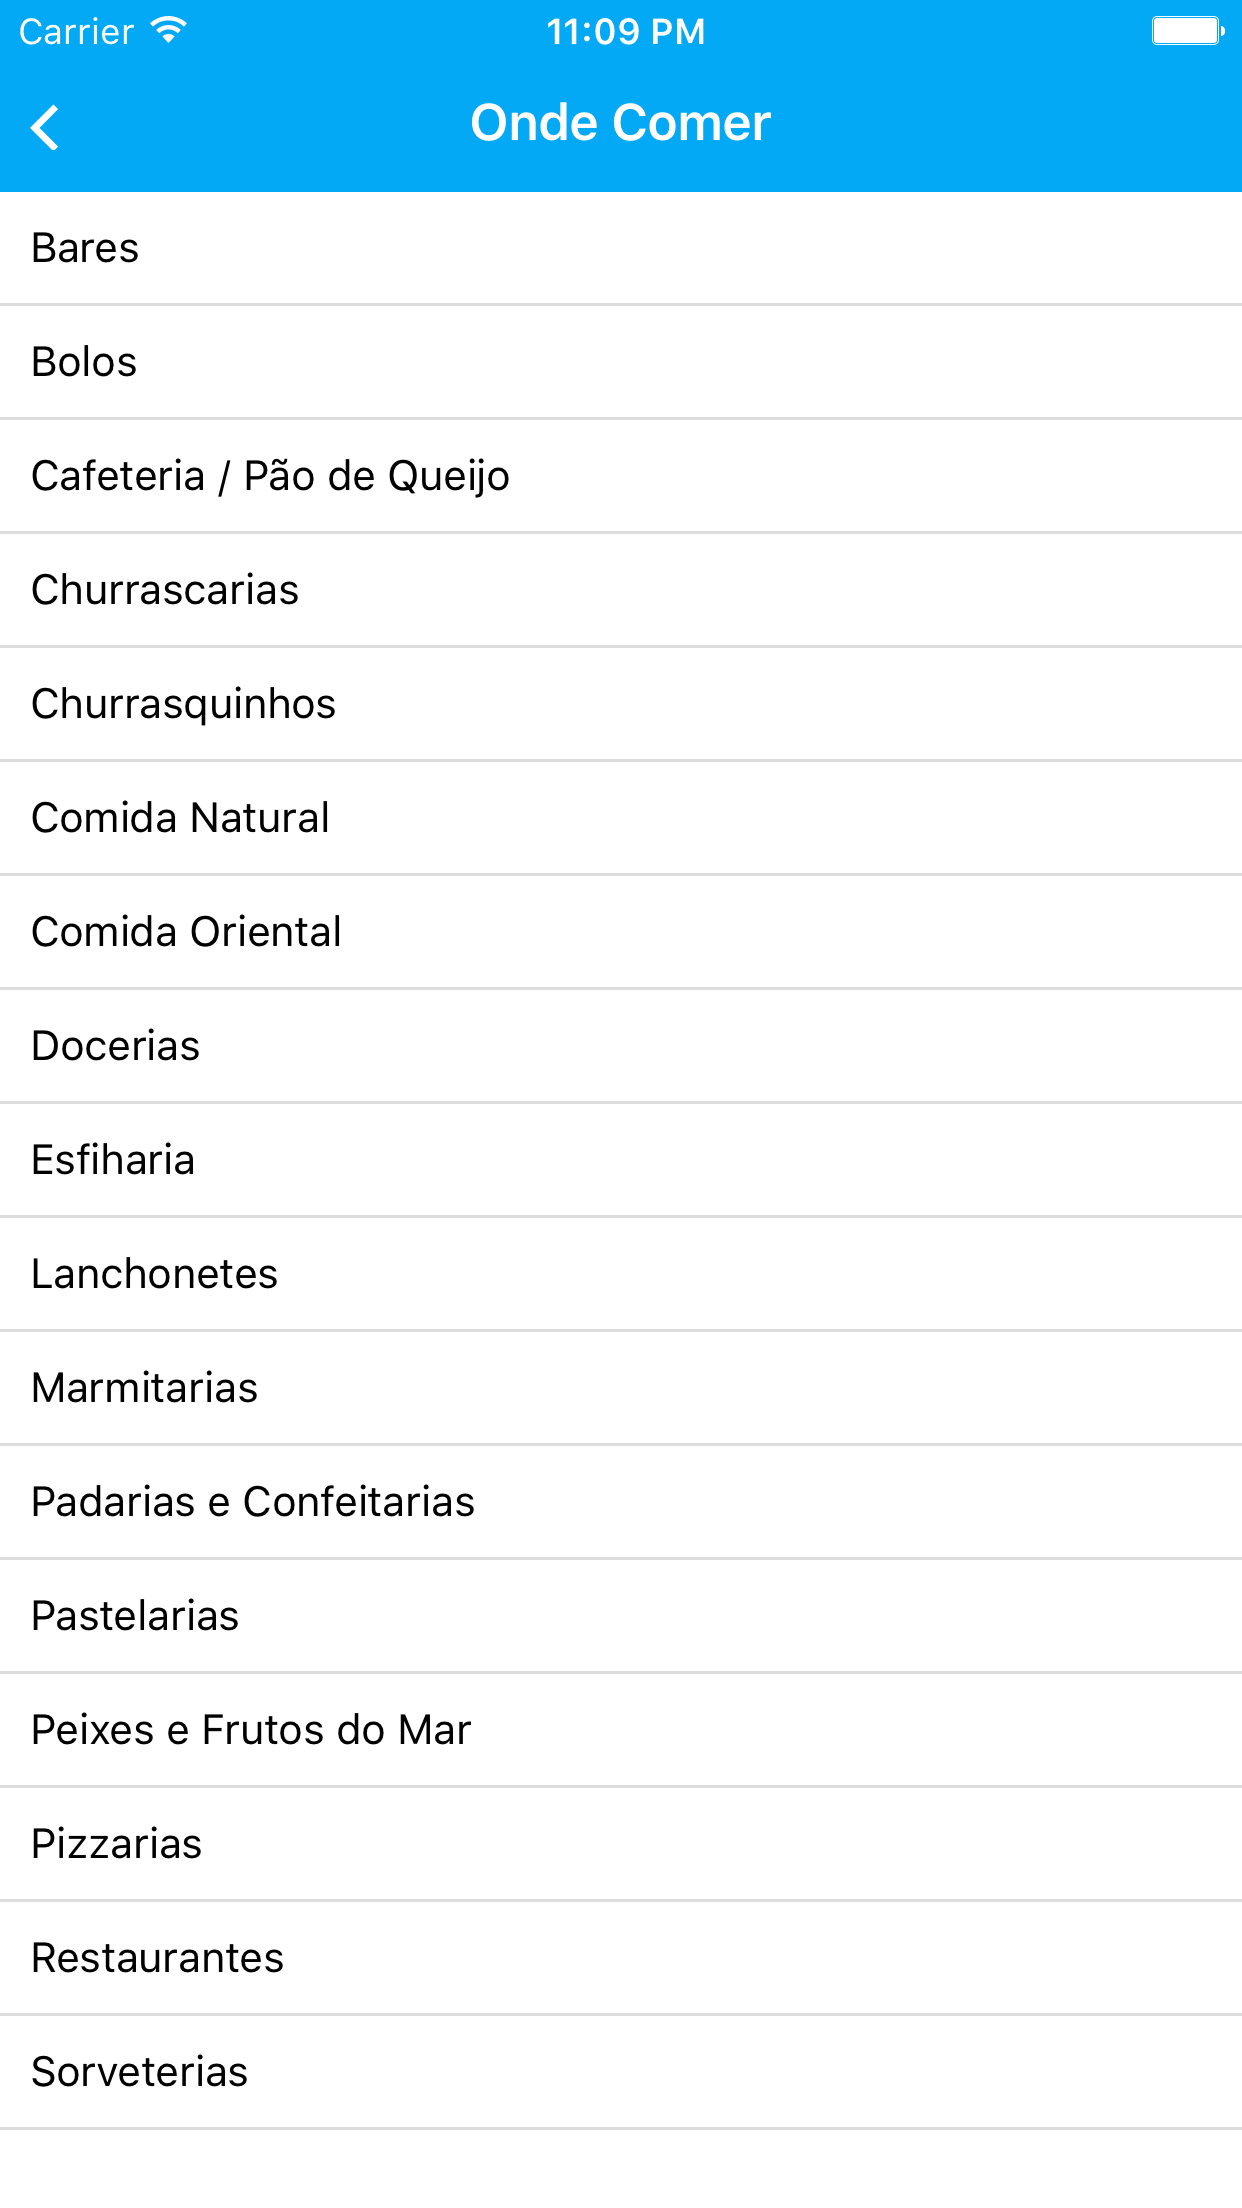 Carrier 11:09 PM
Onde Comer
Bares
Bolos
Cafeteria / Pão de Queijo
Churrascarias
Churrasquinhos
Comida Natural
Comida Oriental
Docerias
Esfiharia
Lanchonetes
Marmitarias
Padarias e Confeitarias
Pastelarias
Peixes e Frutos do Mar
Pizzarias
Restaurantes
Sorveterias